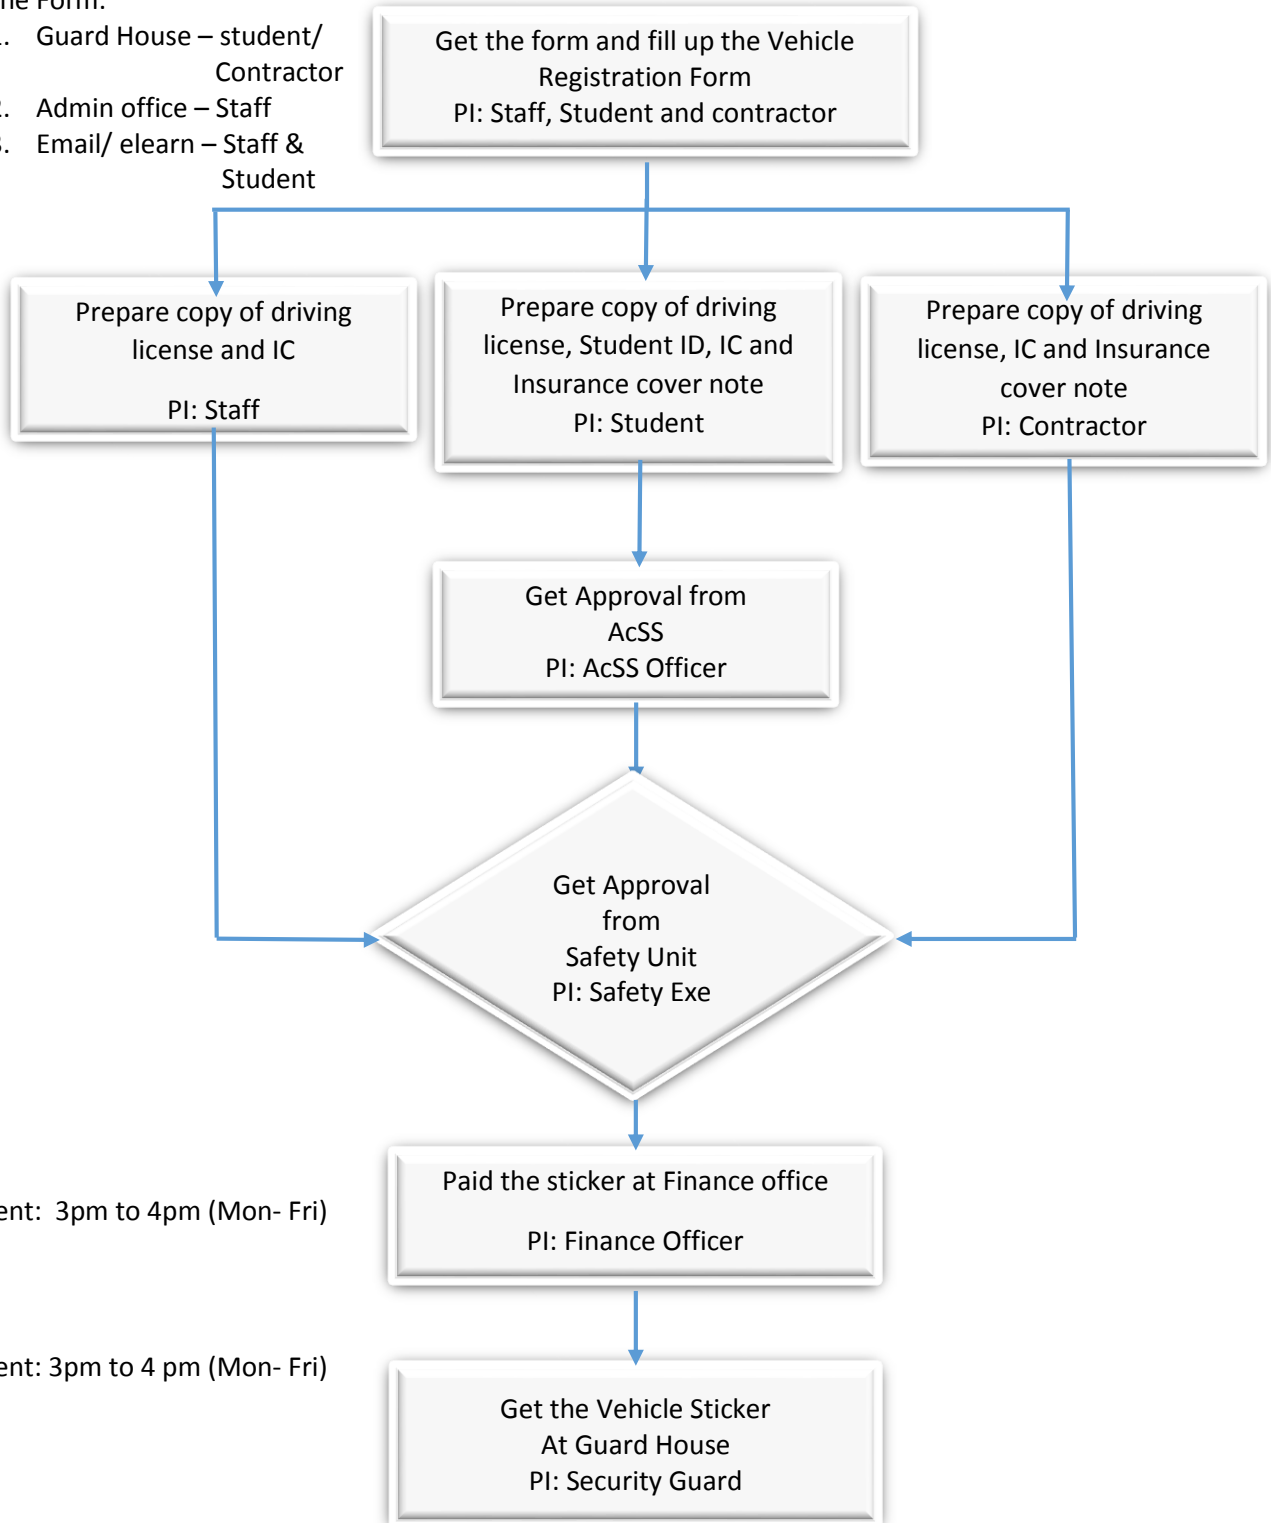 Form:
Guard House – student/
Contractor
Admin office – Staff
Email/ elearn – Staff &
Student
Get the form and fill up the Vehicle
Registration Form
PI: Staff, Student and contractor
Prepare copy of driving
license and IC
PI: Staff
Prepare copy of driving
license, Student ID, IC and
Insurance cover note
PI: Student
Prepare copy of driving
license, IC and Insurance
cover note
PI: Contractor
Get Approval from
AcSS
PI: AcSS Officer
Get Approval
from
Safety Unit
PI: Safety Exe
Paid the sticker at Finance office
PI: Finance Officer
ent: 3pm to 4pm (Mon- Fri)
ent: 3pm to 4 pm (Mon- Fri)
Get the Vehicle Sticker
At Guard House
PI: Security Guard